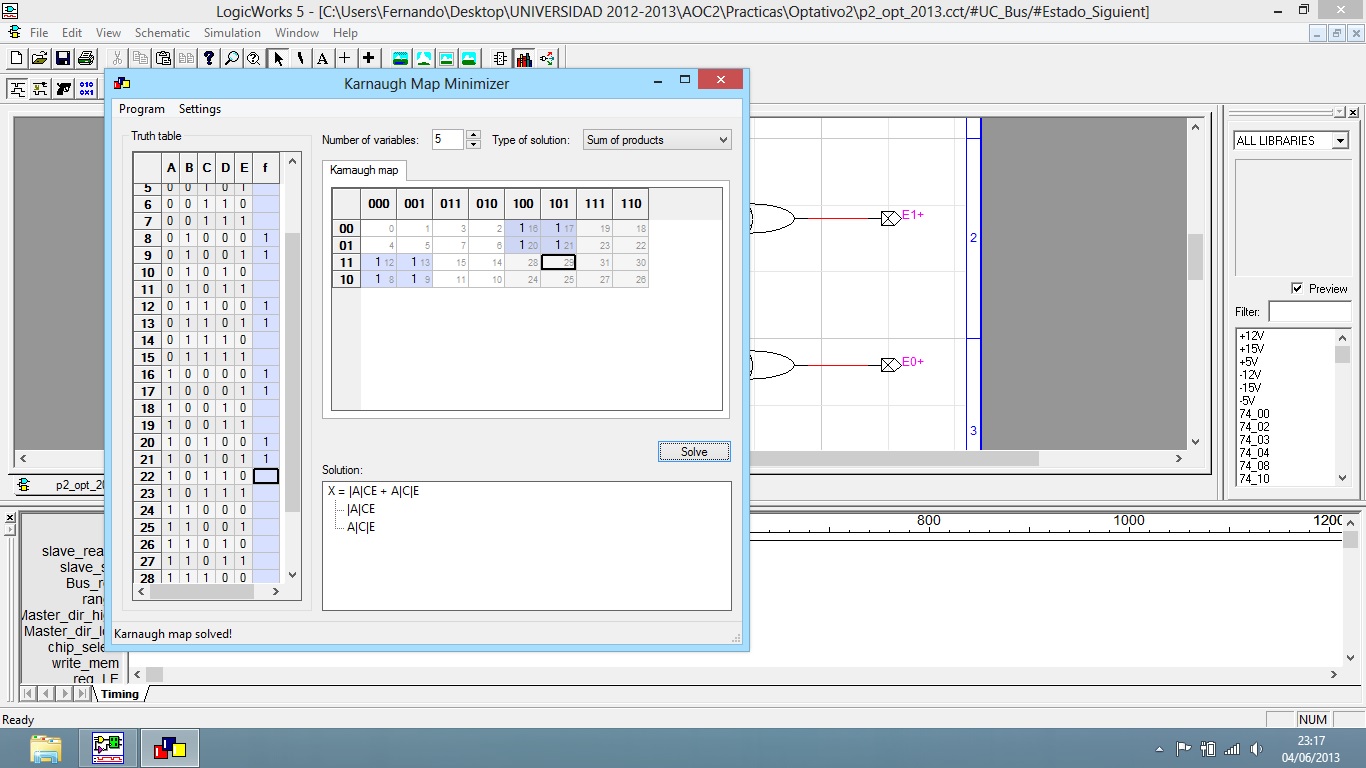 LogicWorks 5 - [C:\Users\Fernando\Desktop\UNIVERSIDAD 2012-2013\AOC2\Practicas\Optativo2\p2_opt_2013.cct/#UC_Bus/#Estado_Siguient]
File Edit View Schematic Simulation Window Help
Karnaugh Map Minimizer
Program Settings
Truth table
A B C D E f
5 0 0 1 0 1
6 0 0 1 1 0
7 0 0 1 1 1
8 0 1 0 0 0 1
9 0 1 0 0 1 1
10 0 1 0 1 0
11 0 1 0 1 1
12 0 1 1 0 0 1
13 0 1 1 0 1 1
14 0 1 1 1 0
15 0 1 1 1 1
16 1 0 0 0 0 1
17 1 0 0 0 1 1
18 1 0 0 1 0
19 1 0 0 1 1
20 1 0 1 0 0 1
21 1 0 1 0 1 1
22 1 0 1 1 0
23 1 0 1 1 1
24 1 1 0 0 0
25 1 1 0 0 1
26 1 1 0 1 0
27 1 1 0 1 1
28 1 1 1 0 0
Number of variables: 5 Type of solution: Sum of products
Karnaugh map
000 001 011 010 100 101 111 110
00 0 1 3 2 1 16 1 17 19 18
01 4 5 7 6 1 20 1 21 23 22
11 1 12 1 13 15 14 28 29 31 30
10 1 8 1 9 11 10 24 25 27 26
Solve
Solution:
X = |A|CE + A|C|E
|A|CE
A|C|E
Karnaugh map solved!
E1+
2
E0+
3
ALL LIBRARIES
Preview
Filter:
+12V
+15V
+5V
-12V
-15V
-5V
74_00
74_02
74_03
74_04
74_08
74_10
p2_opt_20
800 1000 1200
slave_rea
slave_s
Bus_r
ran
Master_dir_hi
Master_dir_l
chip_sele
write_mem
reg_LE
Timing
Ready
NUM
23:17
04/06/2013